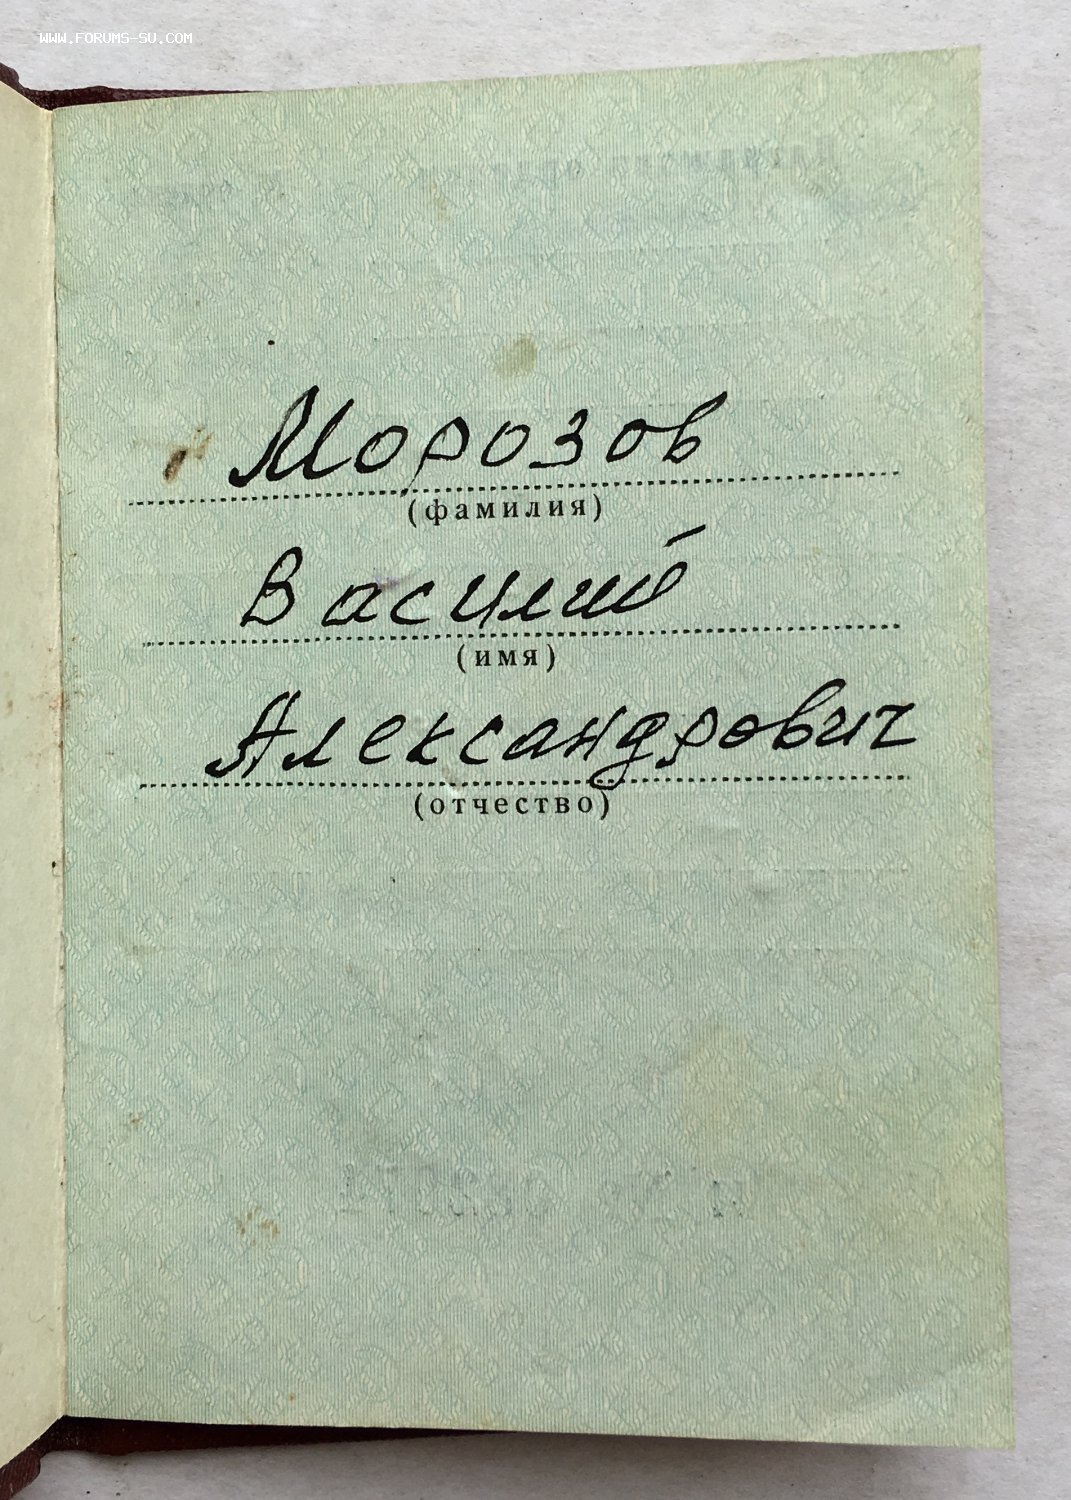 WWW.FORUMS-SU.COM
Морозов
(фамилия)
Василий
(имя)
Александрович
(отчество)